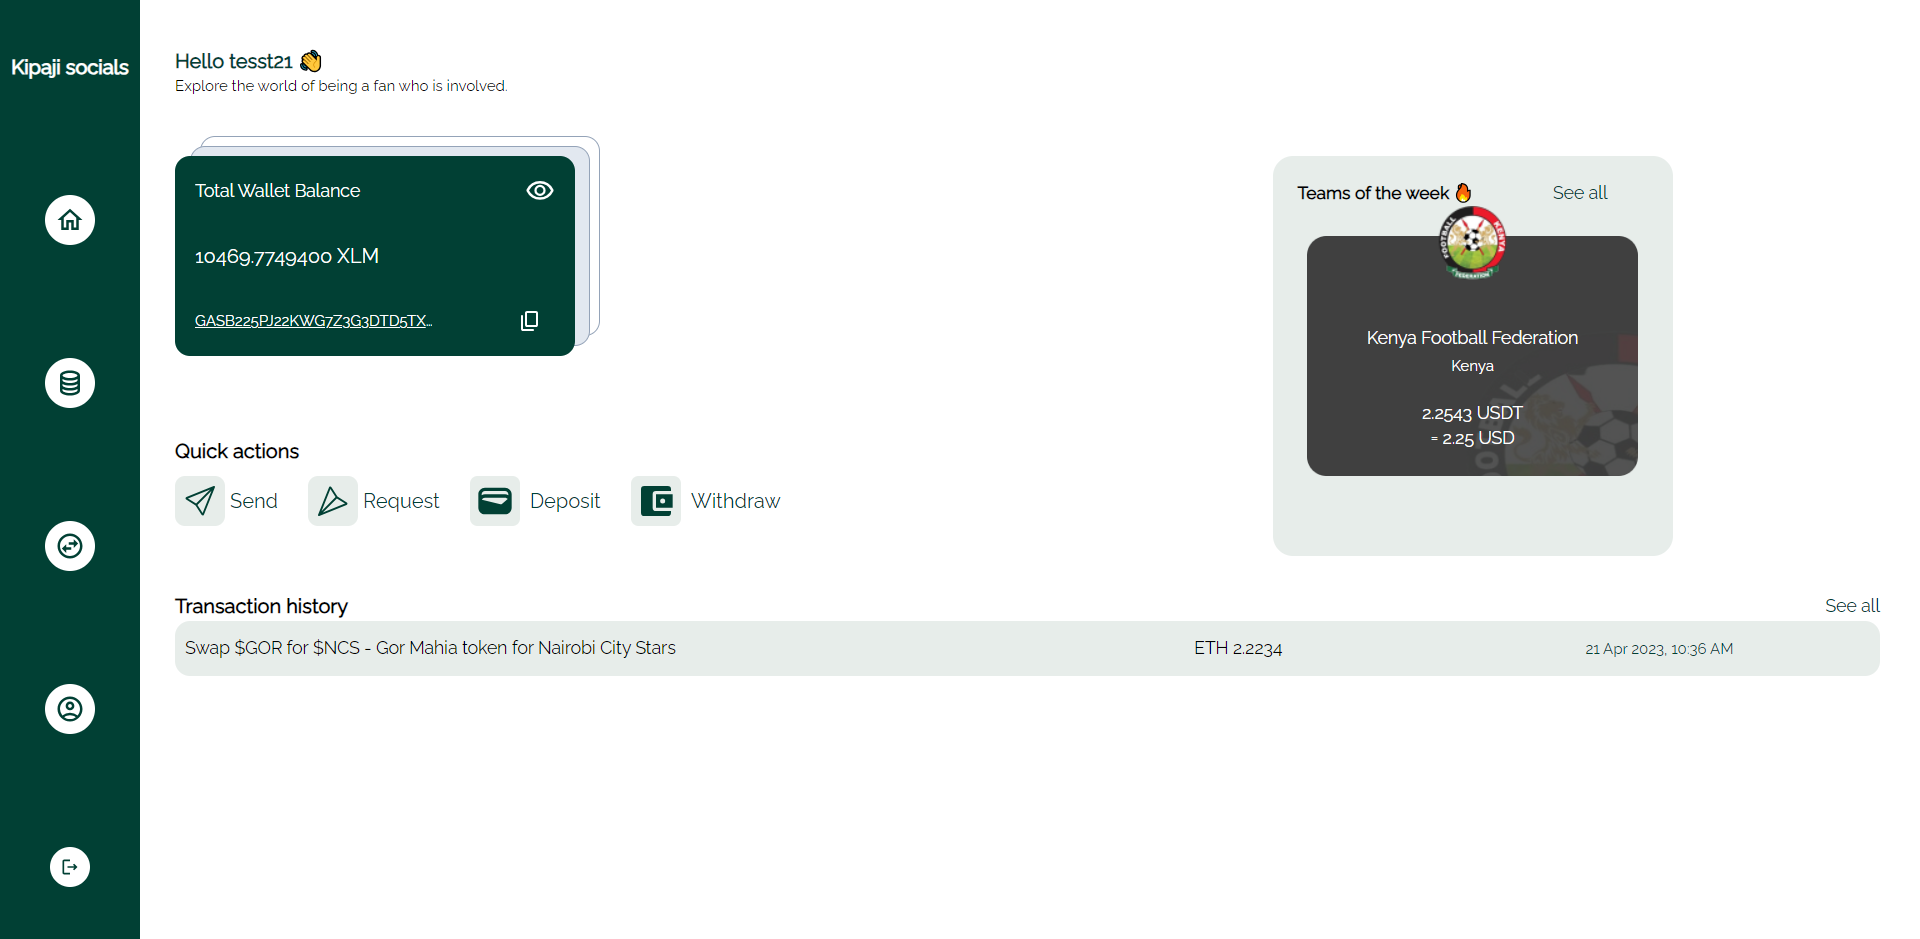 Kipaji socials
Hello tesst21 👋
Explore the world of being a fan who is involved.
Total Wallet Balance
10469.7749400 XLM
GASB225PJ22KWG7Z3G3DTD5TX...
Teams of the week 🔥
See all
FOOTBALL KENYA FEDERATION
Kenya Football Federation
Kenya
2.2543 USDT
= 2.25 USD
Quick actions
Send
Request
Deposit
Withdraw
Transaction history
See all
Swap $GOR for $NCS - Gor Mahia token for Nairobi City Stars
ETH 2.2234
21 Apr 2023, 10:36 AM